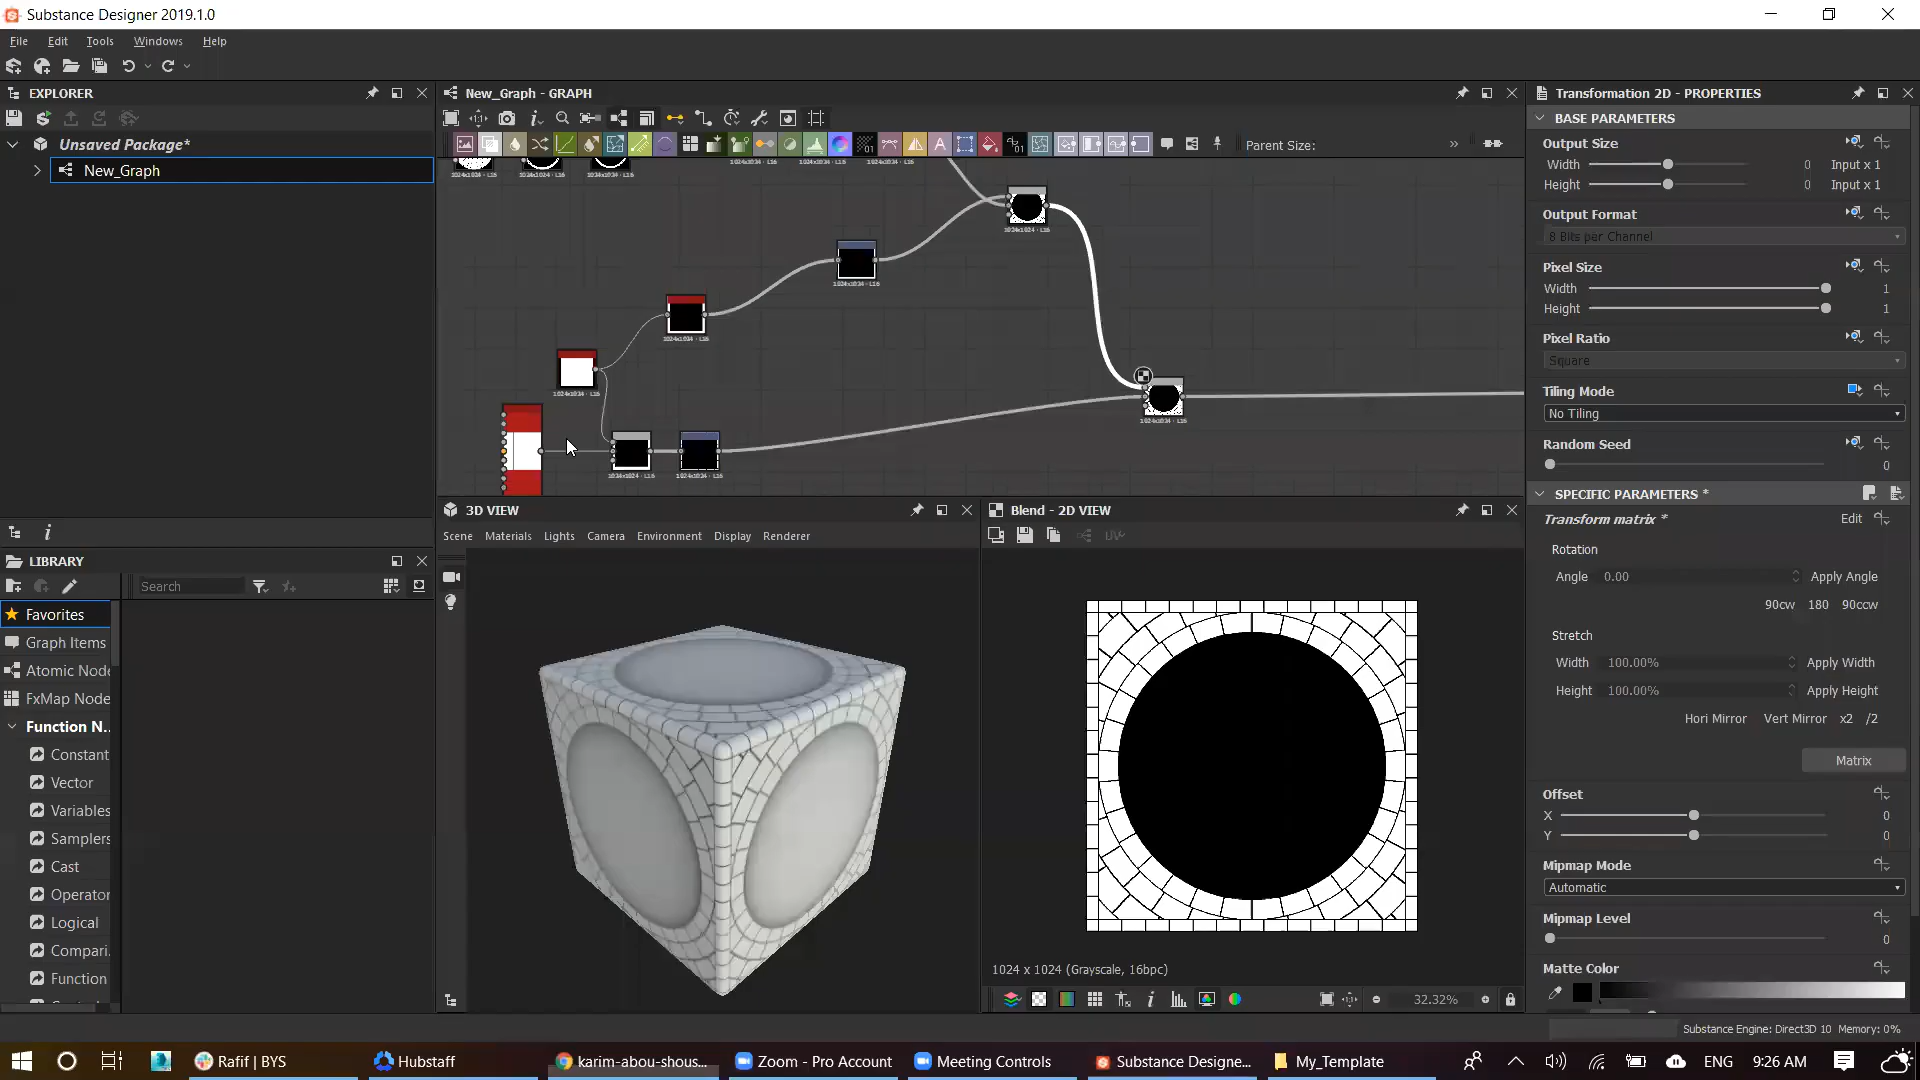 Substance Designer 2019.1.0
File Edit Tools Windows Help
EXPLORER
Unsaved Package*
New_Graph
New_Graph - GRAPH
Parent Size:
1024x1024 - L16
LIBRARY
Search
Favorites
Graph Items
Atomic Node
FxMap Node
Function N..
Constant
Vector
Variables
Samplers
Cast
Operator
Logical
Compari.
Function
3D VIEW
Scene Materials Lights Camera Environment Display Renderer
Blend - 2D VIEW
UV
1024 x 1024 (Grayscale, 16bpc)
32.32%
Transformation 2D - PROPERTIES
BASE PARAMETERS
Output Size
Width 0 Input x 1
Height 0 Input x 1
Output Format
8 Bits per Channel
Pixel Size
Width 1
Height 1
Pixel Ratio
Square
Tiling Mode
No Tiling
Random Seed
0
SPECIFIC PARAMETERS *
Transform matrix * Edit
Rotation
Angle 0.00 Apply Angle
90cw 180 90ccw
Stretch
Width 100.00% Apply Width
Height 100.00% Apply Height
Hori Mirror Vert Mirror x2 /2
Matrix
Offset
X 0
Y 0
Mipmap Mode
Automatic
Mipmap Level
0
Matte Color
Substance Engine: Direct3D 10 Memory: 0%
Rafif | BYS
Hubstaff
karim-abou-shous...
Zoom - Pro Account
Meeting Controls
Substance Designe...
My_Template
ENG
9:26 AM